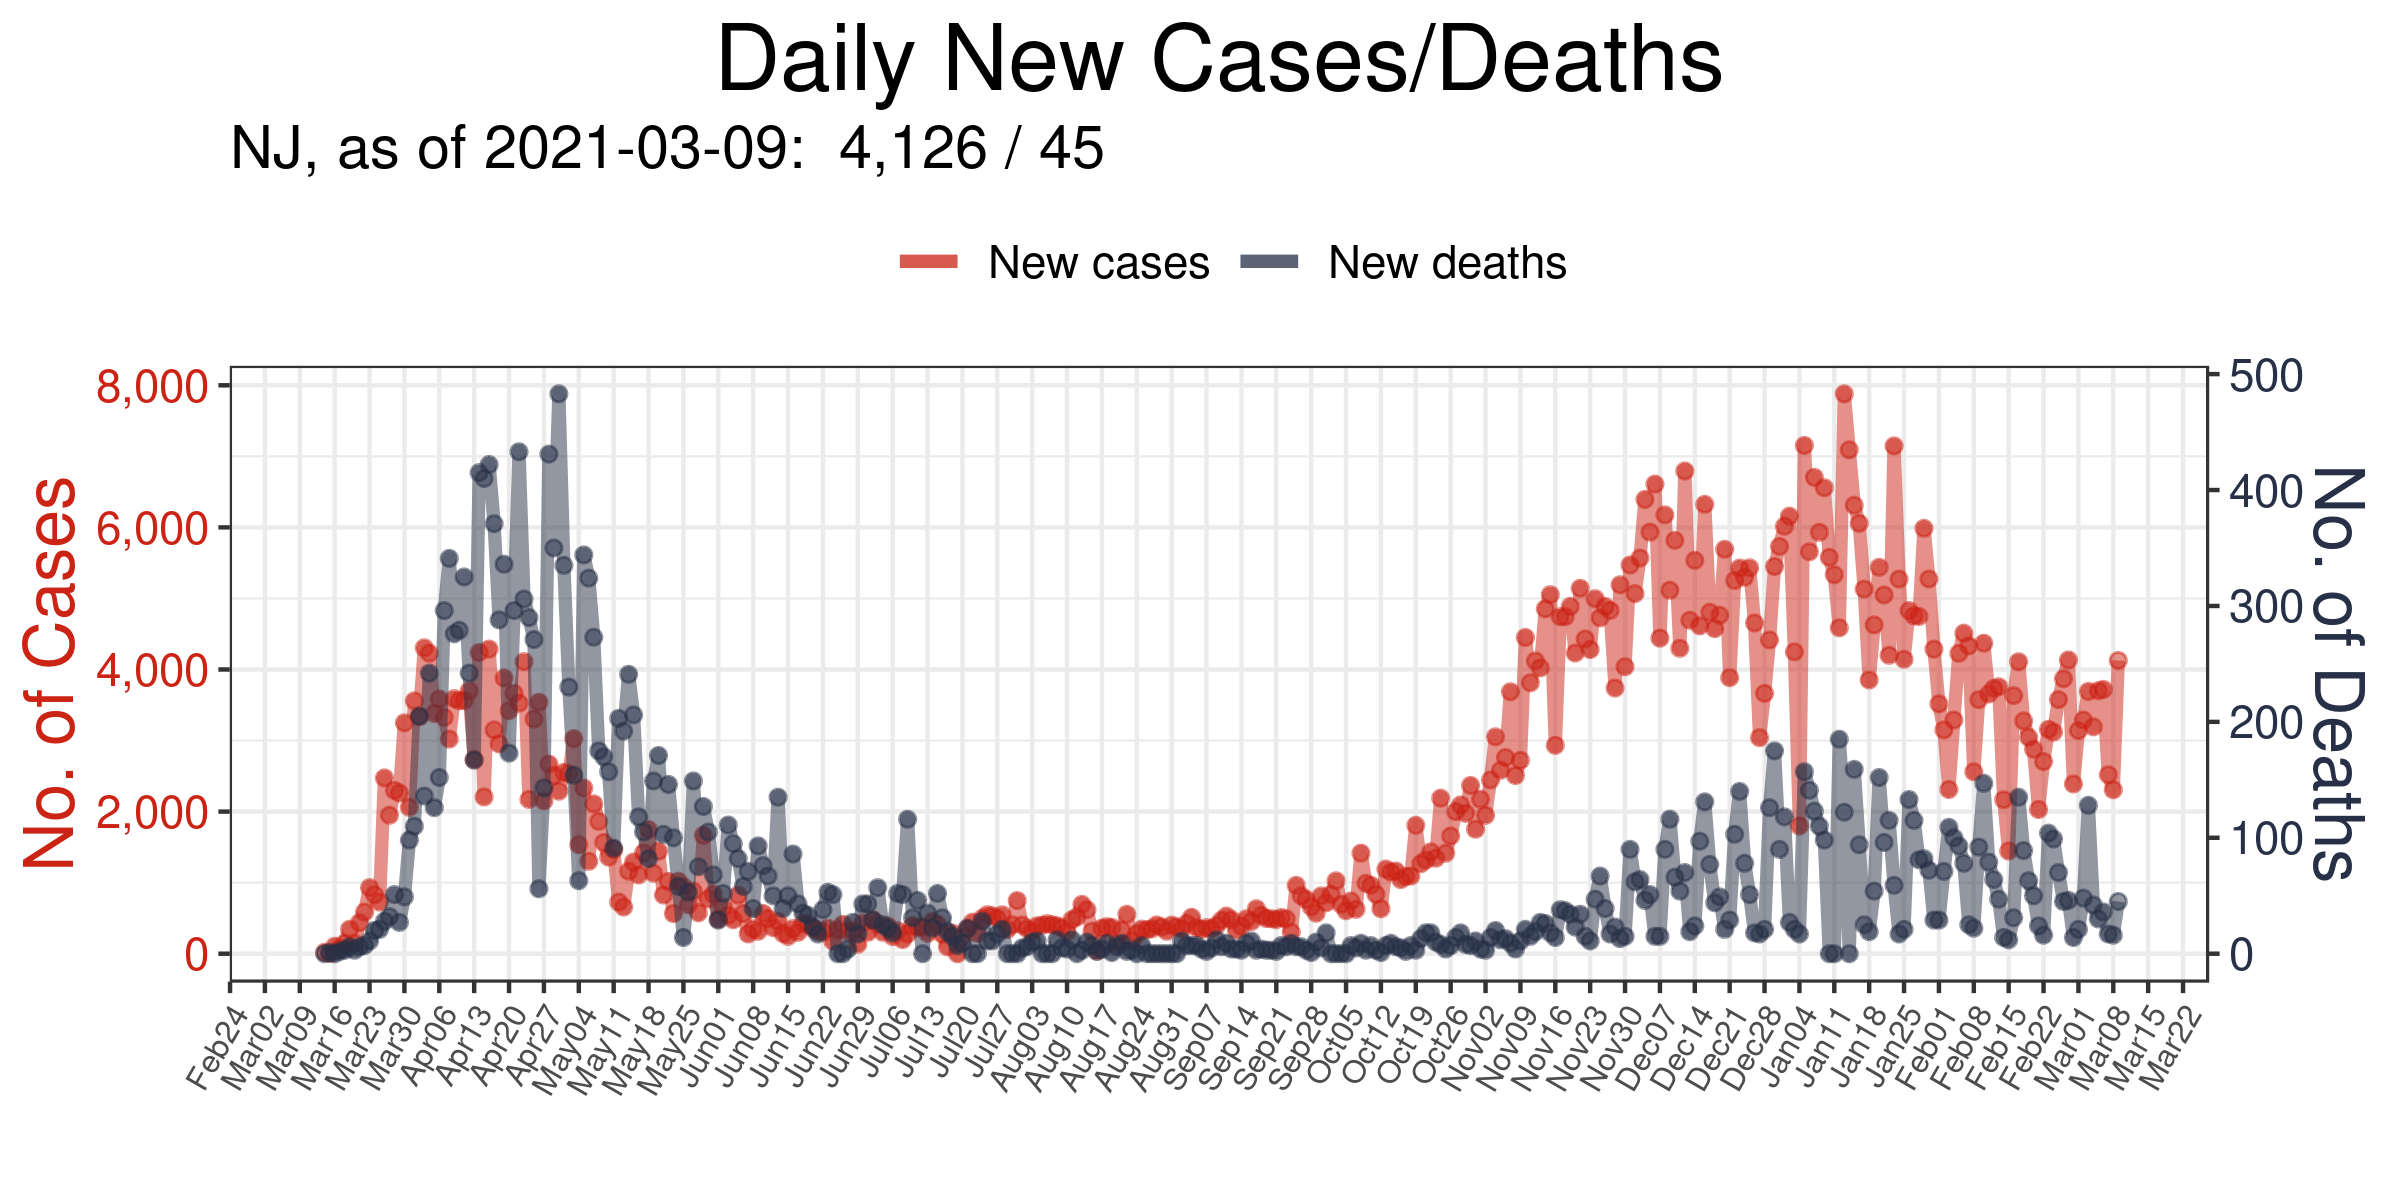 Daily New Cases/Deaths
NJ, as of 2021-03-09:  4,126 / 45
New cases
New deaths
No. of Cases
8,000
6,000
4,000
2,000
0
500
400
300
200
100
0
No. of Deaths
Feb24
Mar02
Mar09
Mar16
Mar23
Mar30
Apr06
Apr13
Apr20
Apr27
May04
May11
May18
May25
Jun01
Jun08
Jun15
Jun22
Jun29
Jul06
Jul13
Jul20
Jul27
Aug03
Aug10
Aug17
Aug24
Aug31
Sep07
Sep14
Sep21
Sep28
Oct05
Oct12
Oct19
Oct26
Nov02
Nov09
Nov16
Nov23
Nov30
Dec07
Dec14
Dec21
Dec28
Jan04
Jan11
Jan18
Jan25
Feb01
Feb08
Feb15
Feb22
Mar01
Mar08
Mar15
Mar22